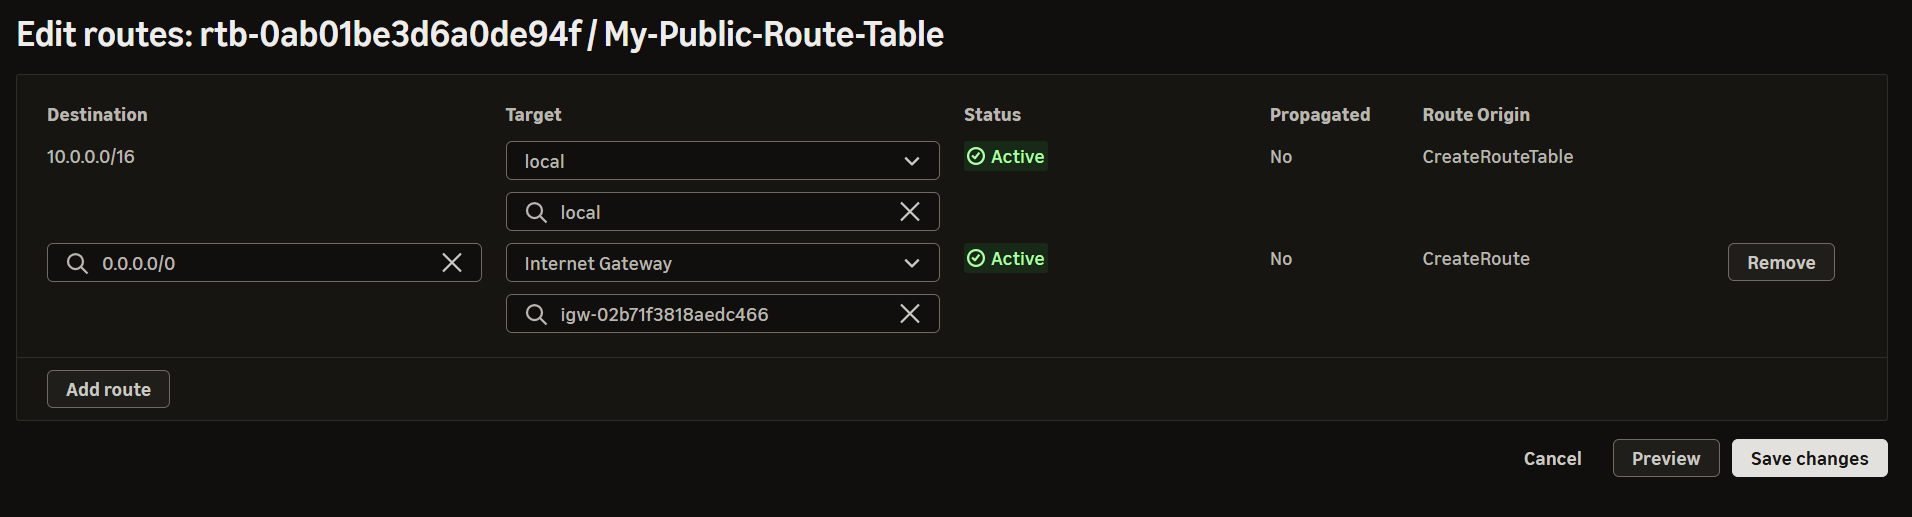 Edit routes: rtb-0ab01be3d6a0de94f / My-Public-Route-Table
Destination Target Status Propagated Route Origin
10.0.0.0/16 local Active No CreateRouteTable
local
0.0.0.0/0 Internet Gateway Active No CreateRoute Remove
igw-02b71f3818aedc466
Add route
Cancel Preview Save changes